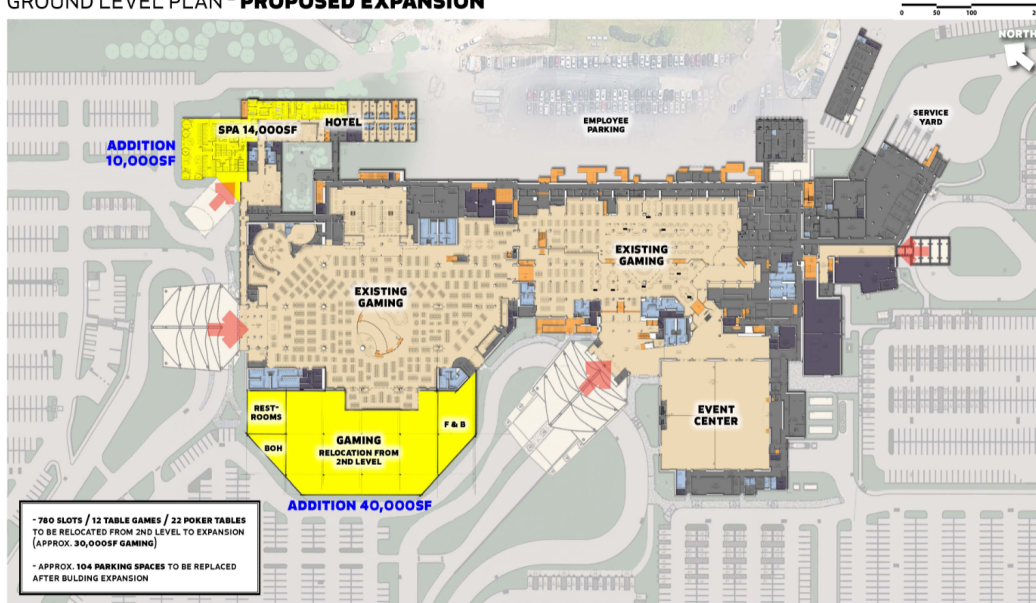 GROUND LEVEL PLAN - PROPOSED EXPANSION
0 50 100
NORTH
SERVICE
YARD
EMPLOYEE
PARKING
HOTEL
SPA 14,000SF
ADDITION
10,000SF
EXISTING
GAMING
EXISTING
GAMING
REST-
ROOMS
BOH
GAMING
RELOCATION FROM
2ND LEVEL
F & B
EVENT
CENTER
ADDITION 40,000SF
- 780 SLOTS / 12 TABLE GAMES / 22 POKER TABLES
TO BE RELOCATED FROM 2ND LEVEL TO EXPANSION
(APPROX. 30,000SF GAMING)
- APPROX. 104 PARKING SPACES TO BE REPLACED
AFTER BULDING EXPANSION